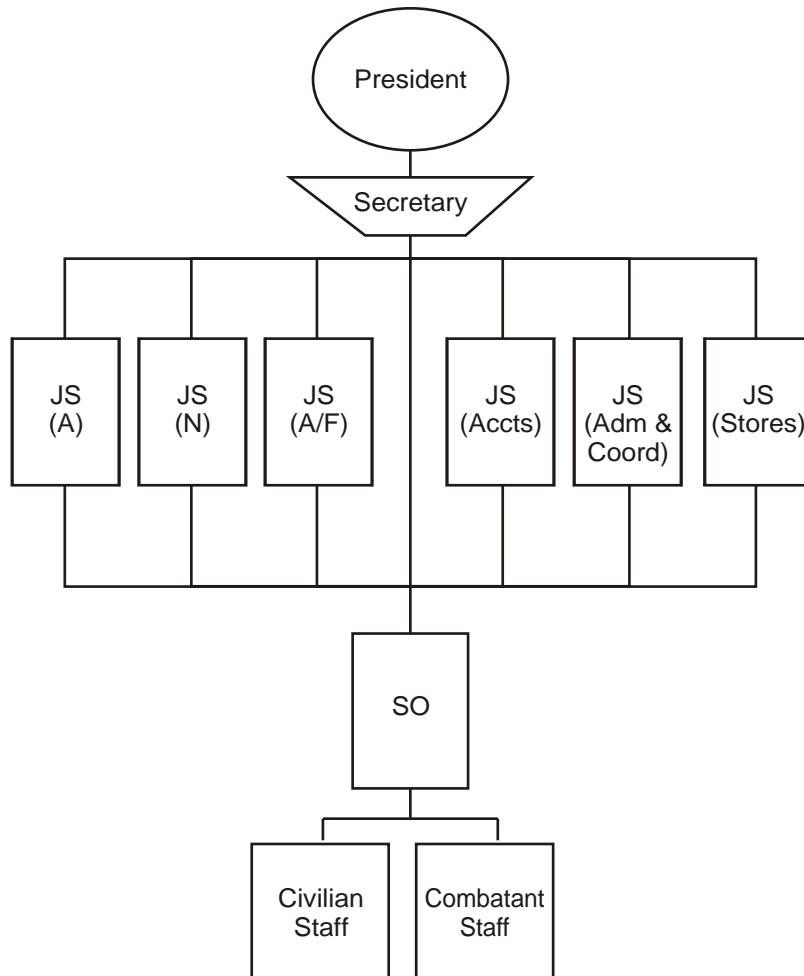 President
Secretary
JS
(A)
JS
(N)
JS
(A/F)
JS
(Accts)
JS
(Adm &
Coord)
JS
(Stores)
SO
Civilian
Staff
Combatant
Staff